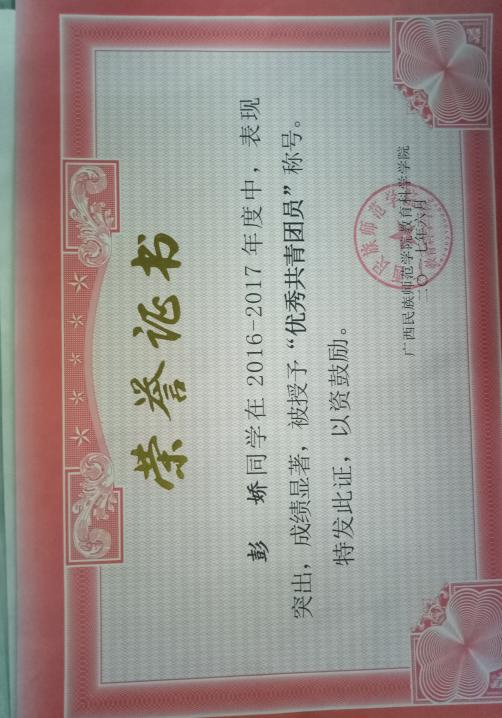 荣誉证书
彭 娇同学在 2016-2017 年度中，表现
突出，成绩显著，被授予“优秀共青团员”称号。
特发此证，以资鼓励。
广西民族师范学院教育科学学院
二〇一七年六月